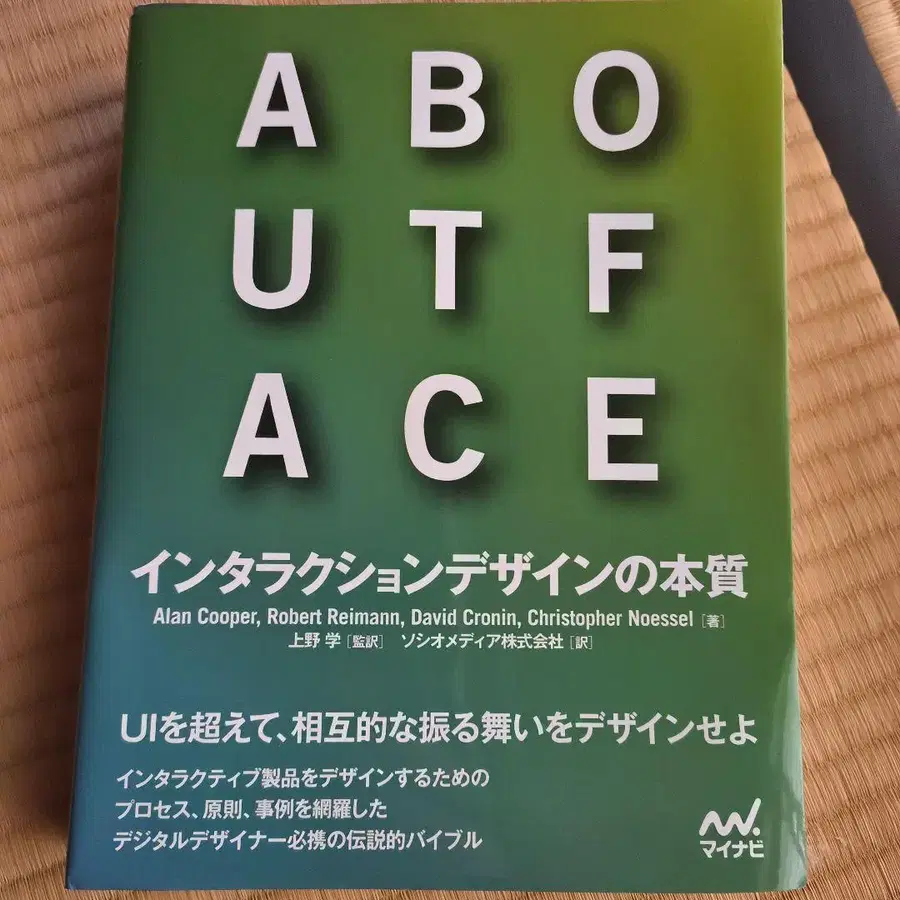 A B O
U T F
A C E
インタラクションデザインの本質
Alan Cooper, Robert Reimann, David Cronin, Christopher Noessel [著]
上野 学 [監訳] ソシオメディア株式会社 [訳]
UIを超えて、相互的な振る舞いをデザインせよ
インタラクティブ製品をデザインするための
プロセス、原則、事例を網羅した
デジタルデザイナー必携の伝説的バイブル
マイナビ